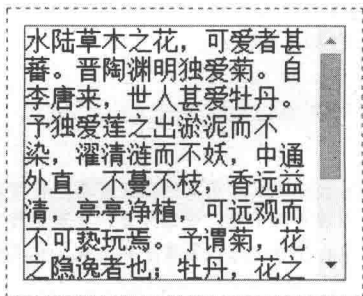 水陆草木之花，可爱者甚
蕃。晋陶渊明独爱菊。自
李唐来，世人甚爱牡丹。
予独爱莲之出淤泥而不
染，濯清涟而不妖，中通
外直，不蔓不枝，香远益
清，亭亭净植，可远观而
不可亵玩焉。予谓菊，花
之隐逸者也；牡丹，花之